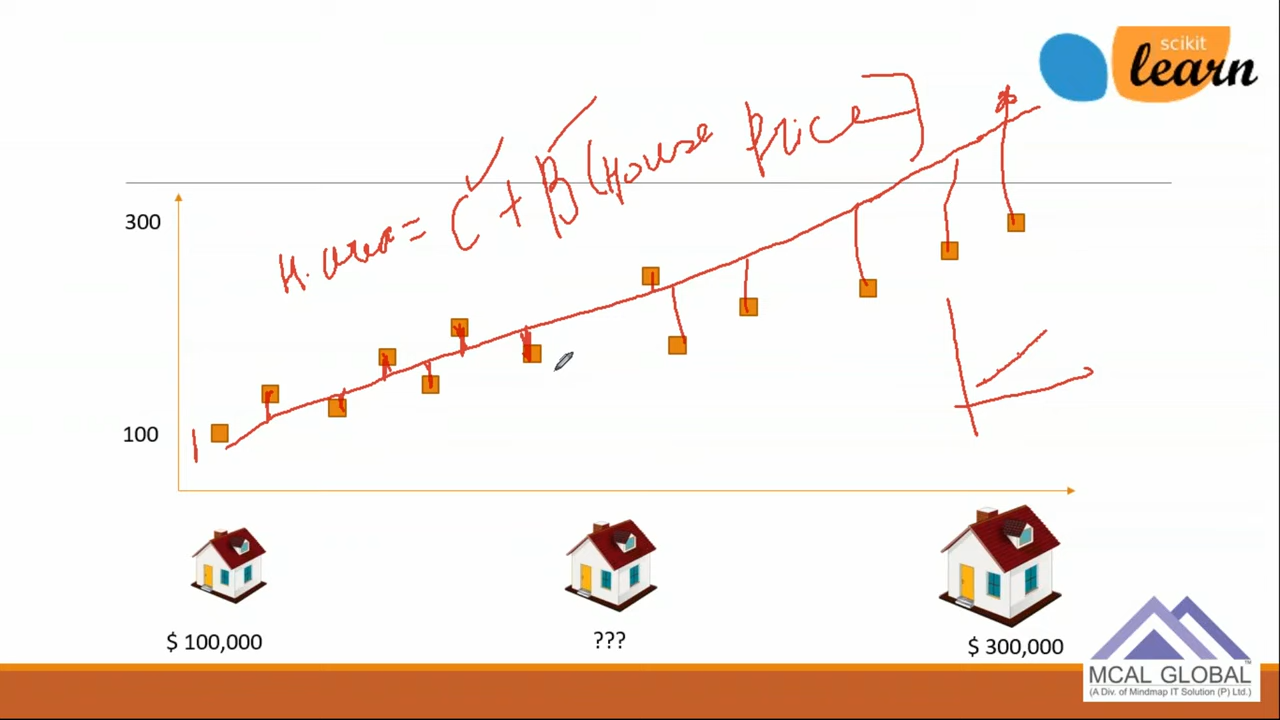 scikit
learn
H. area = C + B (House Price)
300
100
$ 100,000
???
$ 300,000
MCAL GLOBAL
(A Div. of Mindmap IT Solution (P) Ltd.)